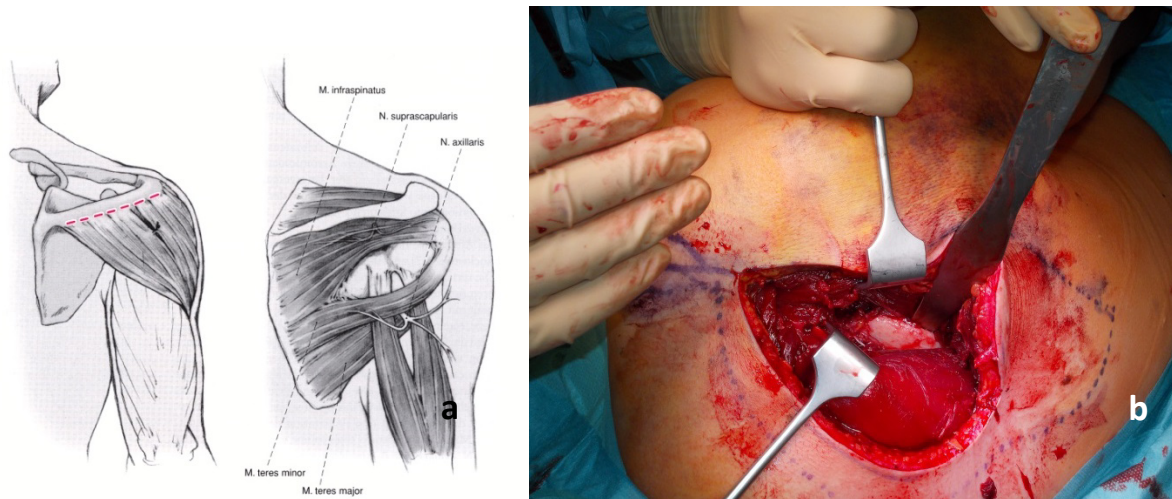 M. infraspinatus
N. suprascapularis
N. axillaris
a
b
M. teres minor
M. teres major